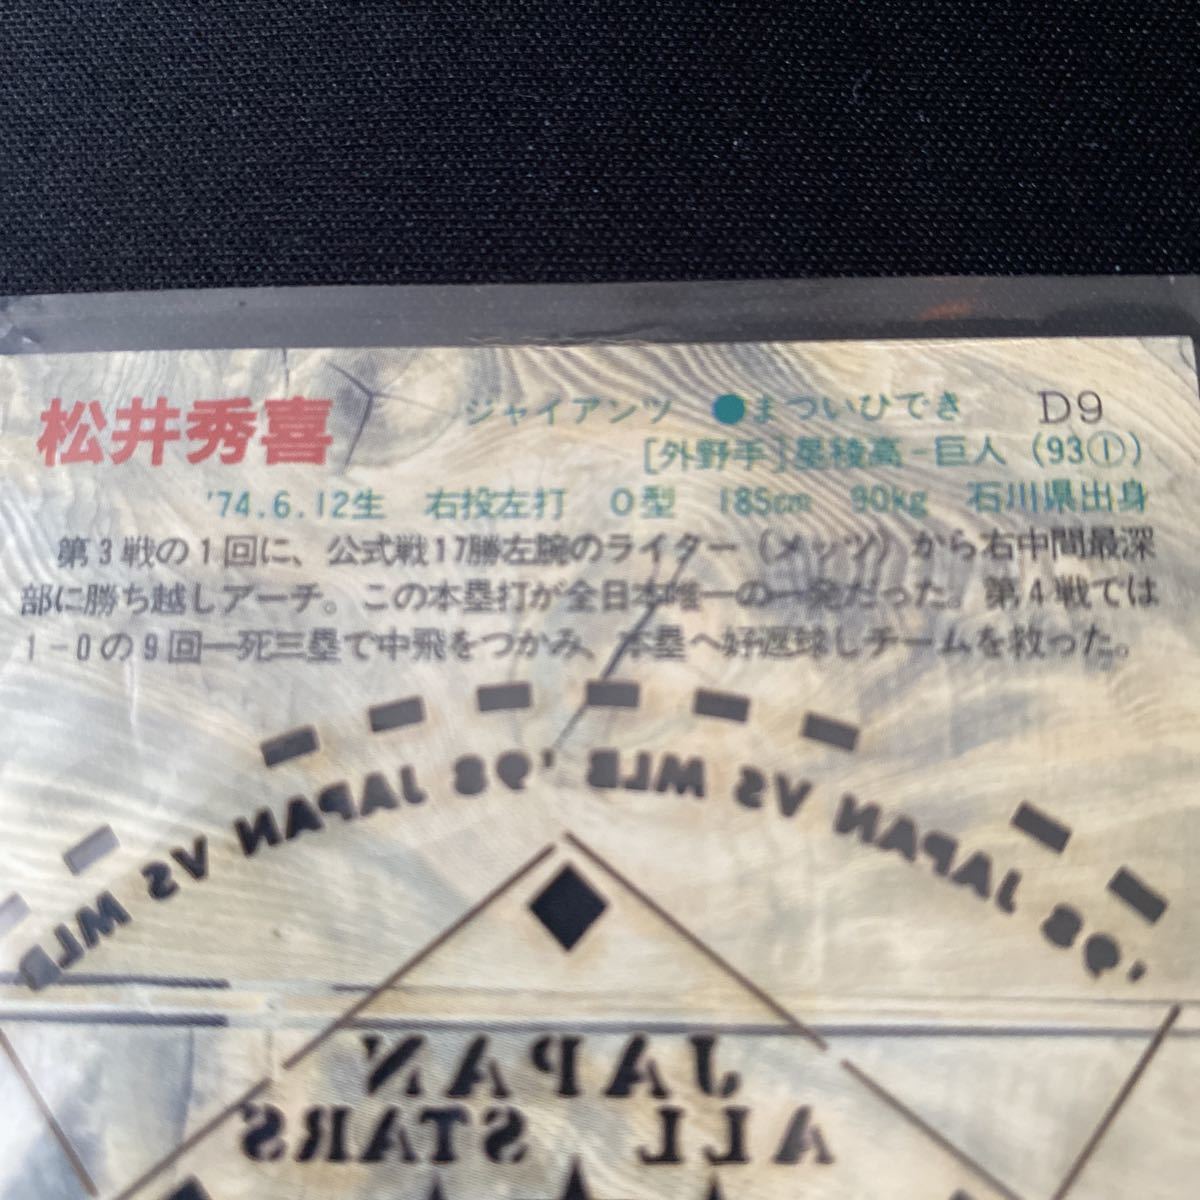 松井秀喜 ジャイアンツ ●まついひでき D9
[外野手]星稜高-巨人 (93①)
'74.6.12生 右投左打 O型 185cm 90kg 石川県出身
第3戦の1回に、公式戦17勝左腕のライター(メッツ)から右中間最深
部に勝ち越しアーチ。この本塁打が全日本唯一の一発だった。第4戦では
1-0の9回一死三塁で中飛をつかみ、本塁へ好返球しチームを救った。
'98 JAPAN VS MLB '98 JAPAN VS MLB
JAPAN
ALL STARS